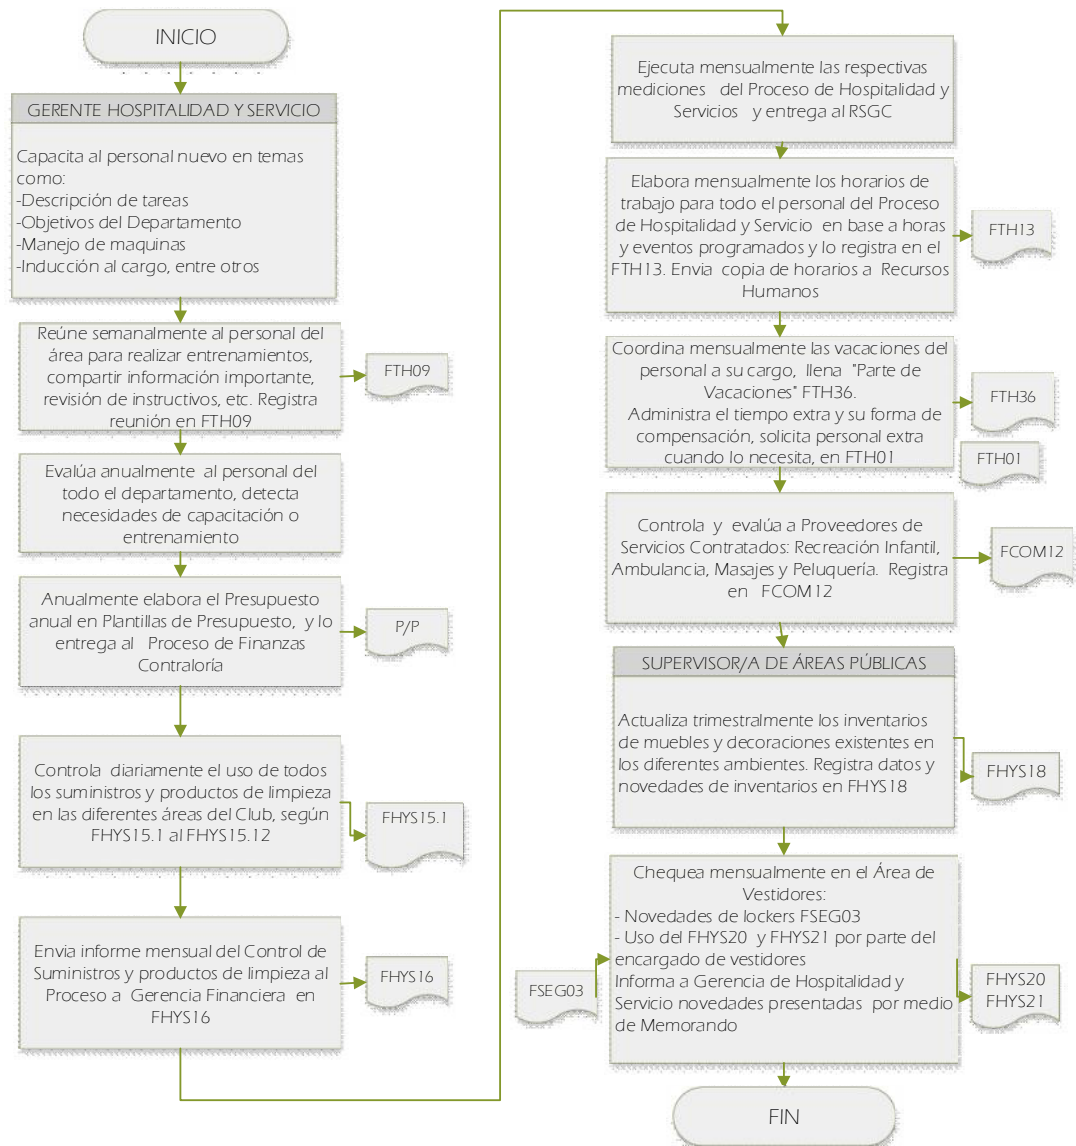 INICIO
GERENTE HOSPITALIDAD Y SERVICIO
Capacita al personal nuevo en temas
como:
-Descripción de tareas
-Objetivos del Departamento
-Manejo de maquinas
-Inducción al cargo, entre otros
Reúne semanalmente al personal del
área para realizar entrenamientos,
compartir información importante,
revisión de instructivos, etc. Registra
reunión en FTH09
FTH09
Evalúa anualmente al personal del
todo el departamento, detecta
necesidades de capacitación o
entrenamiento
Anualmente elabora el Presupuesto
anual en Plantillas de Presupuesto, y lo
entrega al Proceso de Finanzas
Contraloría
P/P
Controla diariamente el uso de todos
los suministros y productos de limpieza
en las diferentes áreas del Club, según
FHYS15.1 al FHYS15.12
FHYS15.1
Envia informe mensual del Control de
Suministros y productos de limpieza al
Proceso a Gerencia Financiera en
FHYS16
FHYS16
Ejecuta mensualmente las respectivas
mediciones del Proceso de Hospitalidad y
Servicios y entrega al RSGC
Elabora mensualmente los horarios de
trabajo para todo el personal del Proceso
de Hospitalidad y Servicio en base a horas
y eventos programados y lo registra en el
FTH13. Envia copia de horarios a Recursos
Humanos
FTH13
Coordina mensualmente las vacaciones del
personal a su cargo, llena "Parte de
Vacaciones" FTH36.
Administra el tiempo extra y su forma de
compensación, solicita personal extra
cuando lo necesita, en FTH01
FTH36
FTH01
Controla y evalúa a Proveedores de
Servicios Contratados: Recreación Infantil,
Ambulancia, Masajes y Peluquería. Registra
en FCOM12
FCOM12
SUPERVISOR/A DE ÁREAS PÚBLICAS
Actualiza trimestralmente los inventarios
de muebles y decoraciones existentes en
los diferentes ambientes. Registra datos y
novedades de inventarios en FHYS18
FHYS18
Chequea mensualmente en el Área de
Vestidores:
- Novedades de lockers FSEG03
- Uso del FHYS20 y FHYS21 por parte del
encargado de vestidores
Informa a Gerencia de Hospitalidad y
Servicio novedades presentadas por medio
de Memorando
FSEG03
FHYS20
FHYS21
FIN